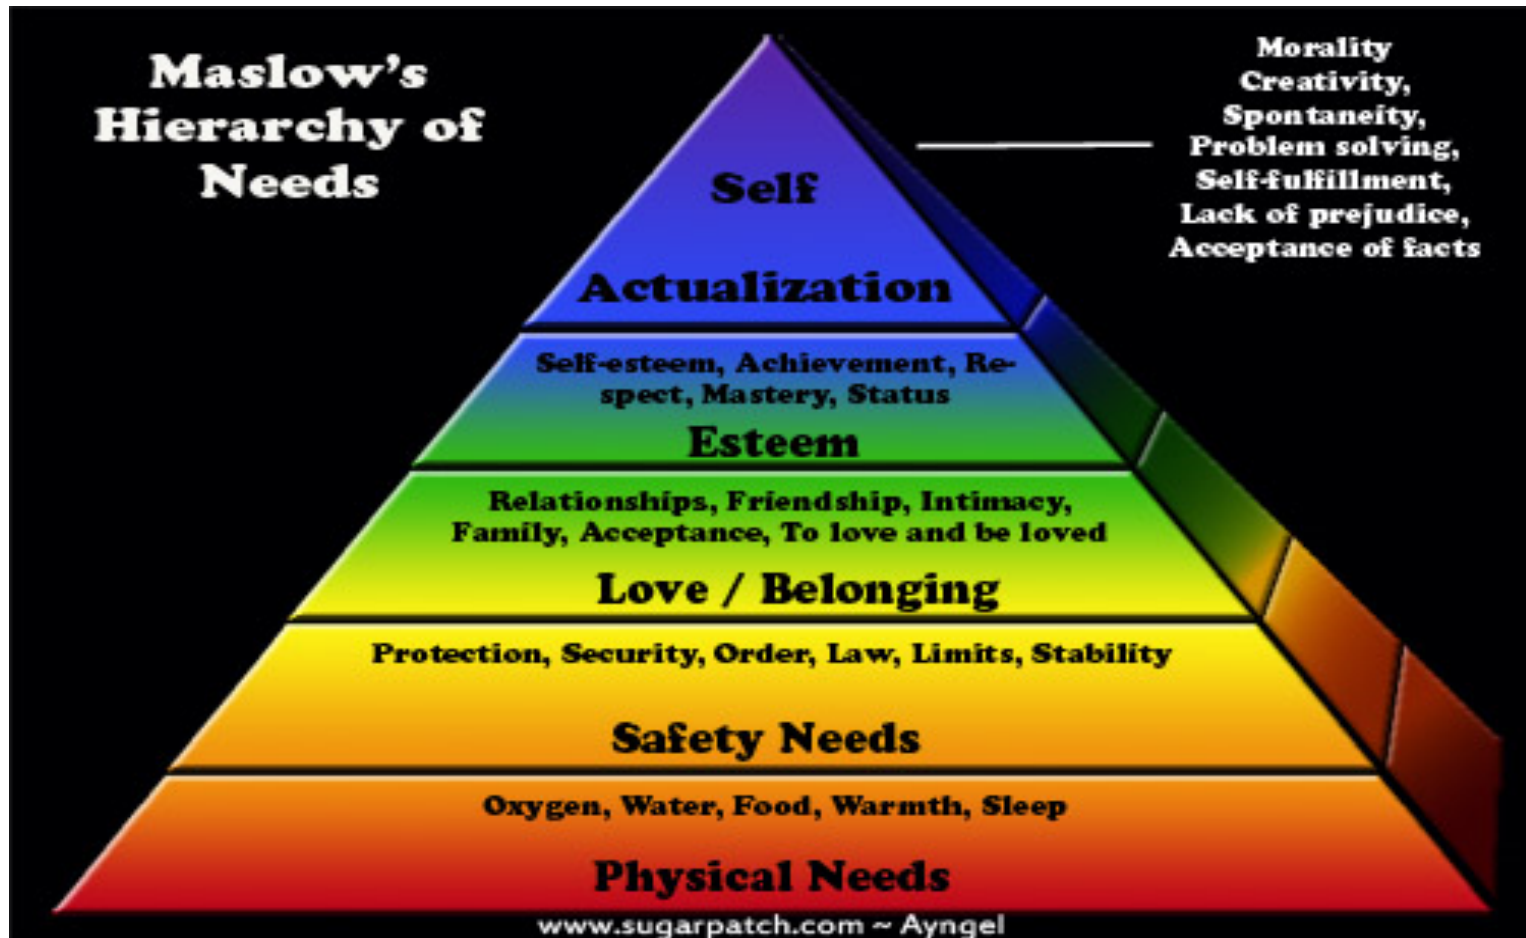 Maslow's
Hierarchy of
Needs
Morality
Creativity,
Spontaneity,
Problem solving,
Self-fulfillment,
Lack of prejudice,
Acceptance of facts
Self
Actualization
Self-esteem, Achievement, Re-
spect, Mastery, Status
Esteem
Relationships, Friendship, Intimacy,
Family, Acceptance, To love and be loved
Love / Belonging
Protection, Security, Order, Law, Limits, Stability
Safety Needs
Oxygen, Water, Food, Warmth, Sleep
Physical Needs
www.sugarpatch.com ~ Ayngel